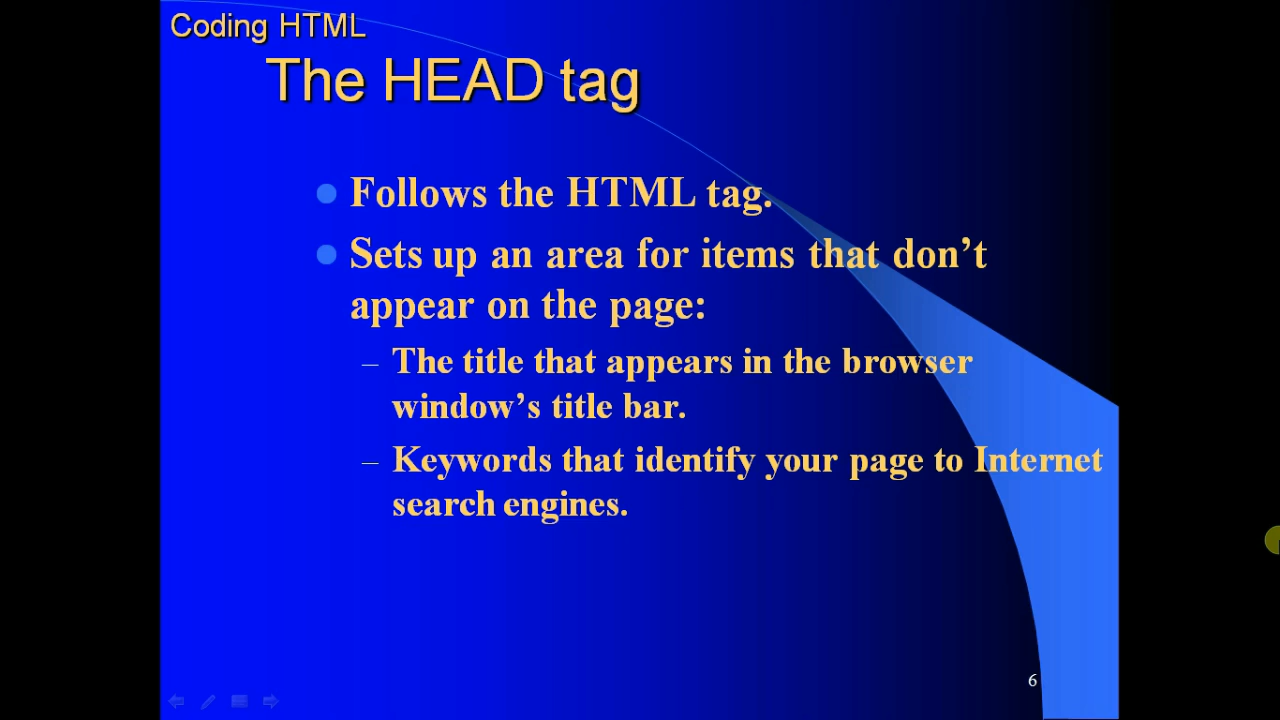 Coding HTML
The HEAD tag
Follows the HTML tag.
Sets up an area for items that don’t
appear on the page:
– The title that appears in the browser
window’s title bar.
– Keywords that identify your page to Internet
search engines.
6